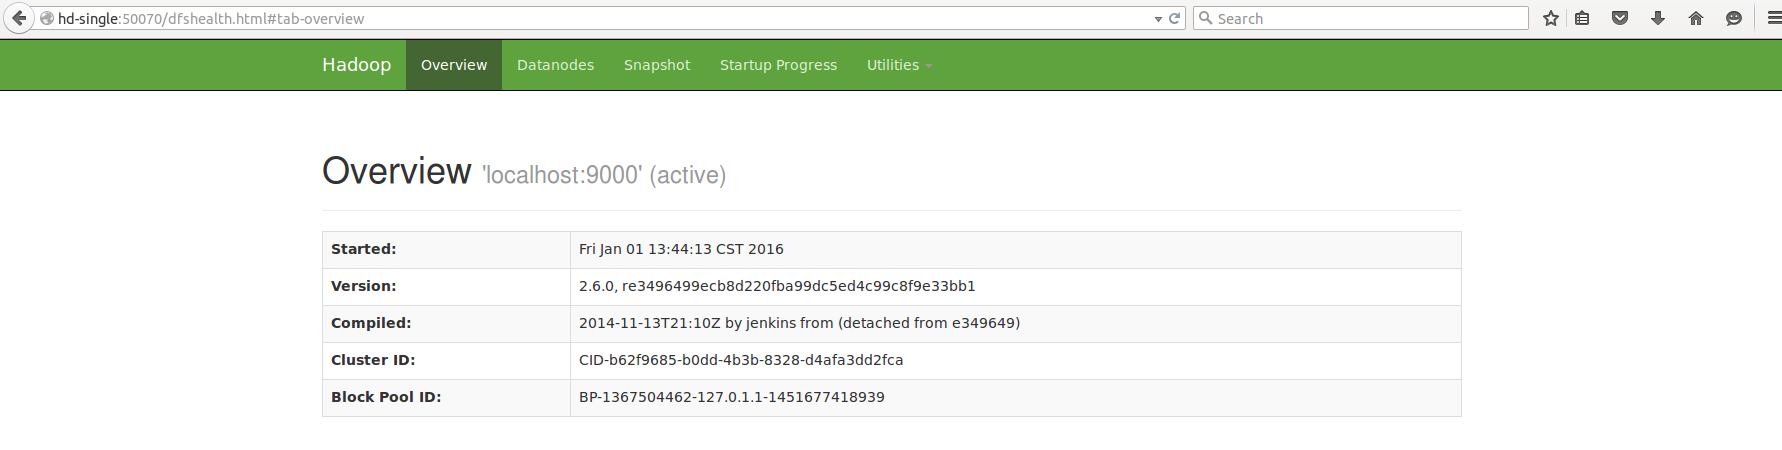 hd-single:50070/dfshealth.html#tab-overview Search
Hadoop Overview Datanodes Snapshot Startup Progress Utilities
Overview 'localhost:9000' (active)
Started: Fri Jan 01 13:44:13 CST 2016
Version: 2.6.0, re3496499ecb8d220fba99dc5ed4c99c8f9e33bb1
Compiled: 2014-11-13T21:10Z by jenkins from (detached from e349649)
Cluster ID: CID-b62f9685-b0dd-4b3b-8328-d4afa3dd2fca
Block Pool ID: BP-1367504462-127.0.1.1-1451677418939